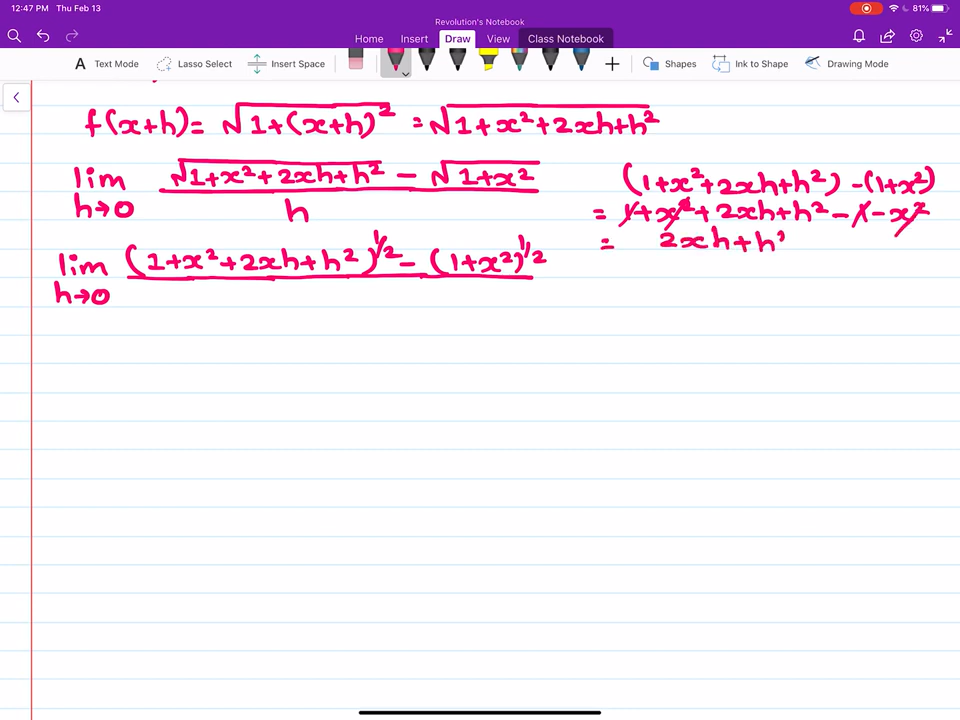 12:47 PM Thu Feb 13
81%
Revolution's Notebook
Home Insert Draw View Class Notebook
Text Mode Lasso Select Insert Space Shapes Ink to Shape Drawing Mode
f(x+h) = √1+(x+h)² = √1+x²+2xh+h²
lim h→0 √1+x²+2xh+h² − √1+x² / h
(1+x²+2xh+h²) − (1+x²)
= 1+x²+2xh+h² − 1 − x²
= 2xh+h²
lim h→0 (1+x²+2xh+h²)^1/2 − (1+x²)^1/2